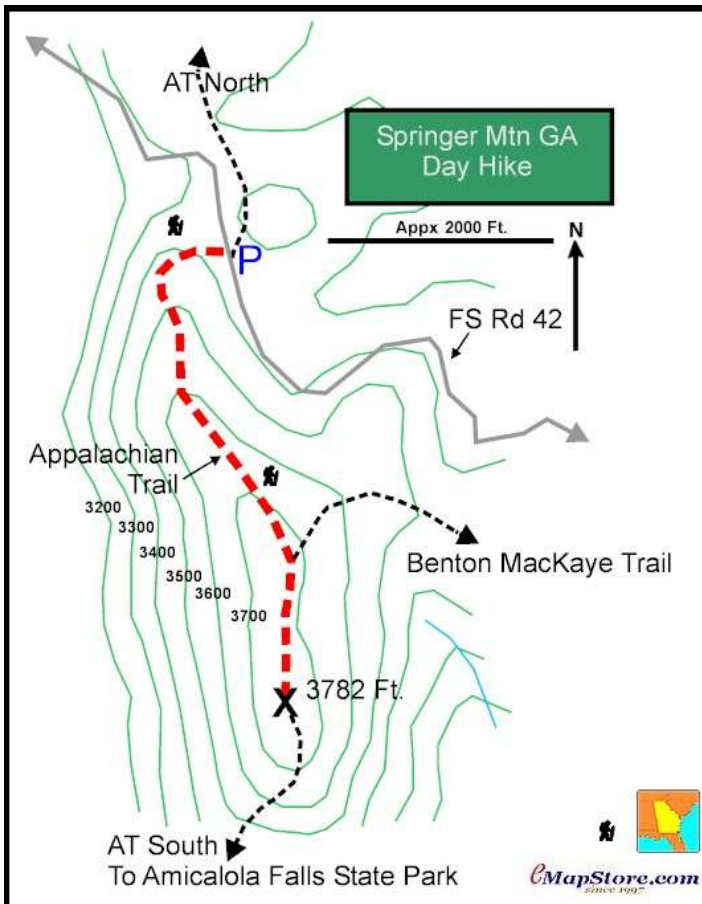 AT North
Springer Mtn GA
Day Hike
Appx 2000 Ft.
N
P
FS Rd 42
Appalachian
Trail
3200
3300
3400
3500
3600
3700
Benton MacKaye Trail
X 3782 Ft.
AT South
To Amicalola Falls State Park
eMapStore.com
since 1997